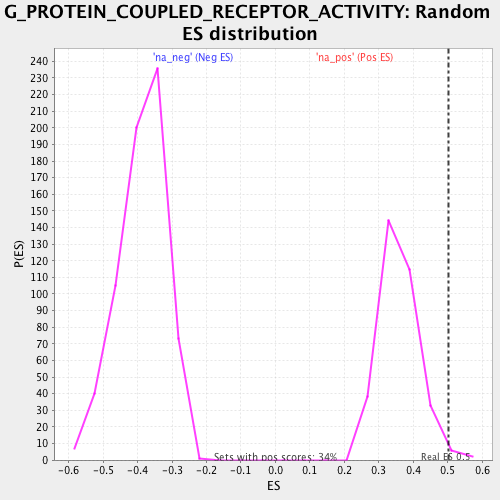 G_PROTEIN_COUPLED_RECEPTOR_ACTIVITY: Random
ES distribution
'na_neg' (Neg ES)
'na_pos' (Pos ES)
240
230
220
210
200
190
180
170
160
150
140
130
120
110
100
90
80
70
60
50
40
30
20
10
0
P(ES)
Sets with pos scores: 34%
Real ES 0.5
-0.6 -0.5 -0.4 -0.3 -0.2 -0.1 0.0 0.1 0.2 0.3 0.4 0.5 0.6
ES